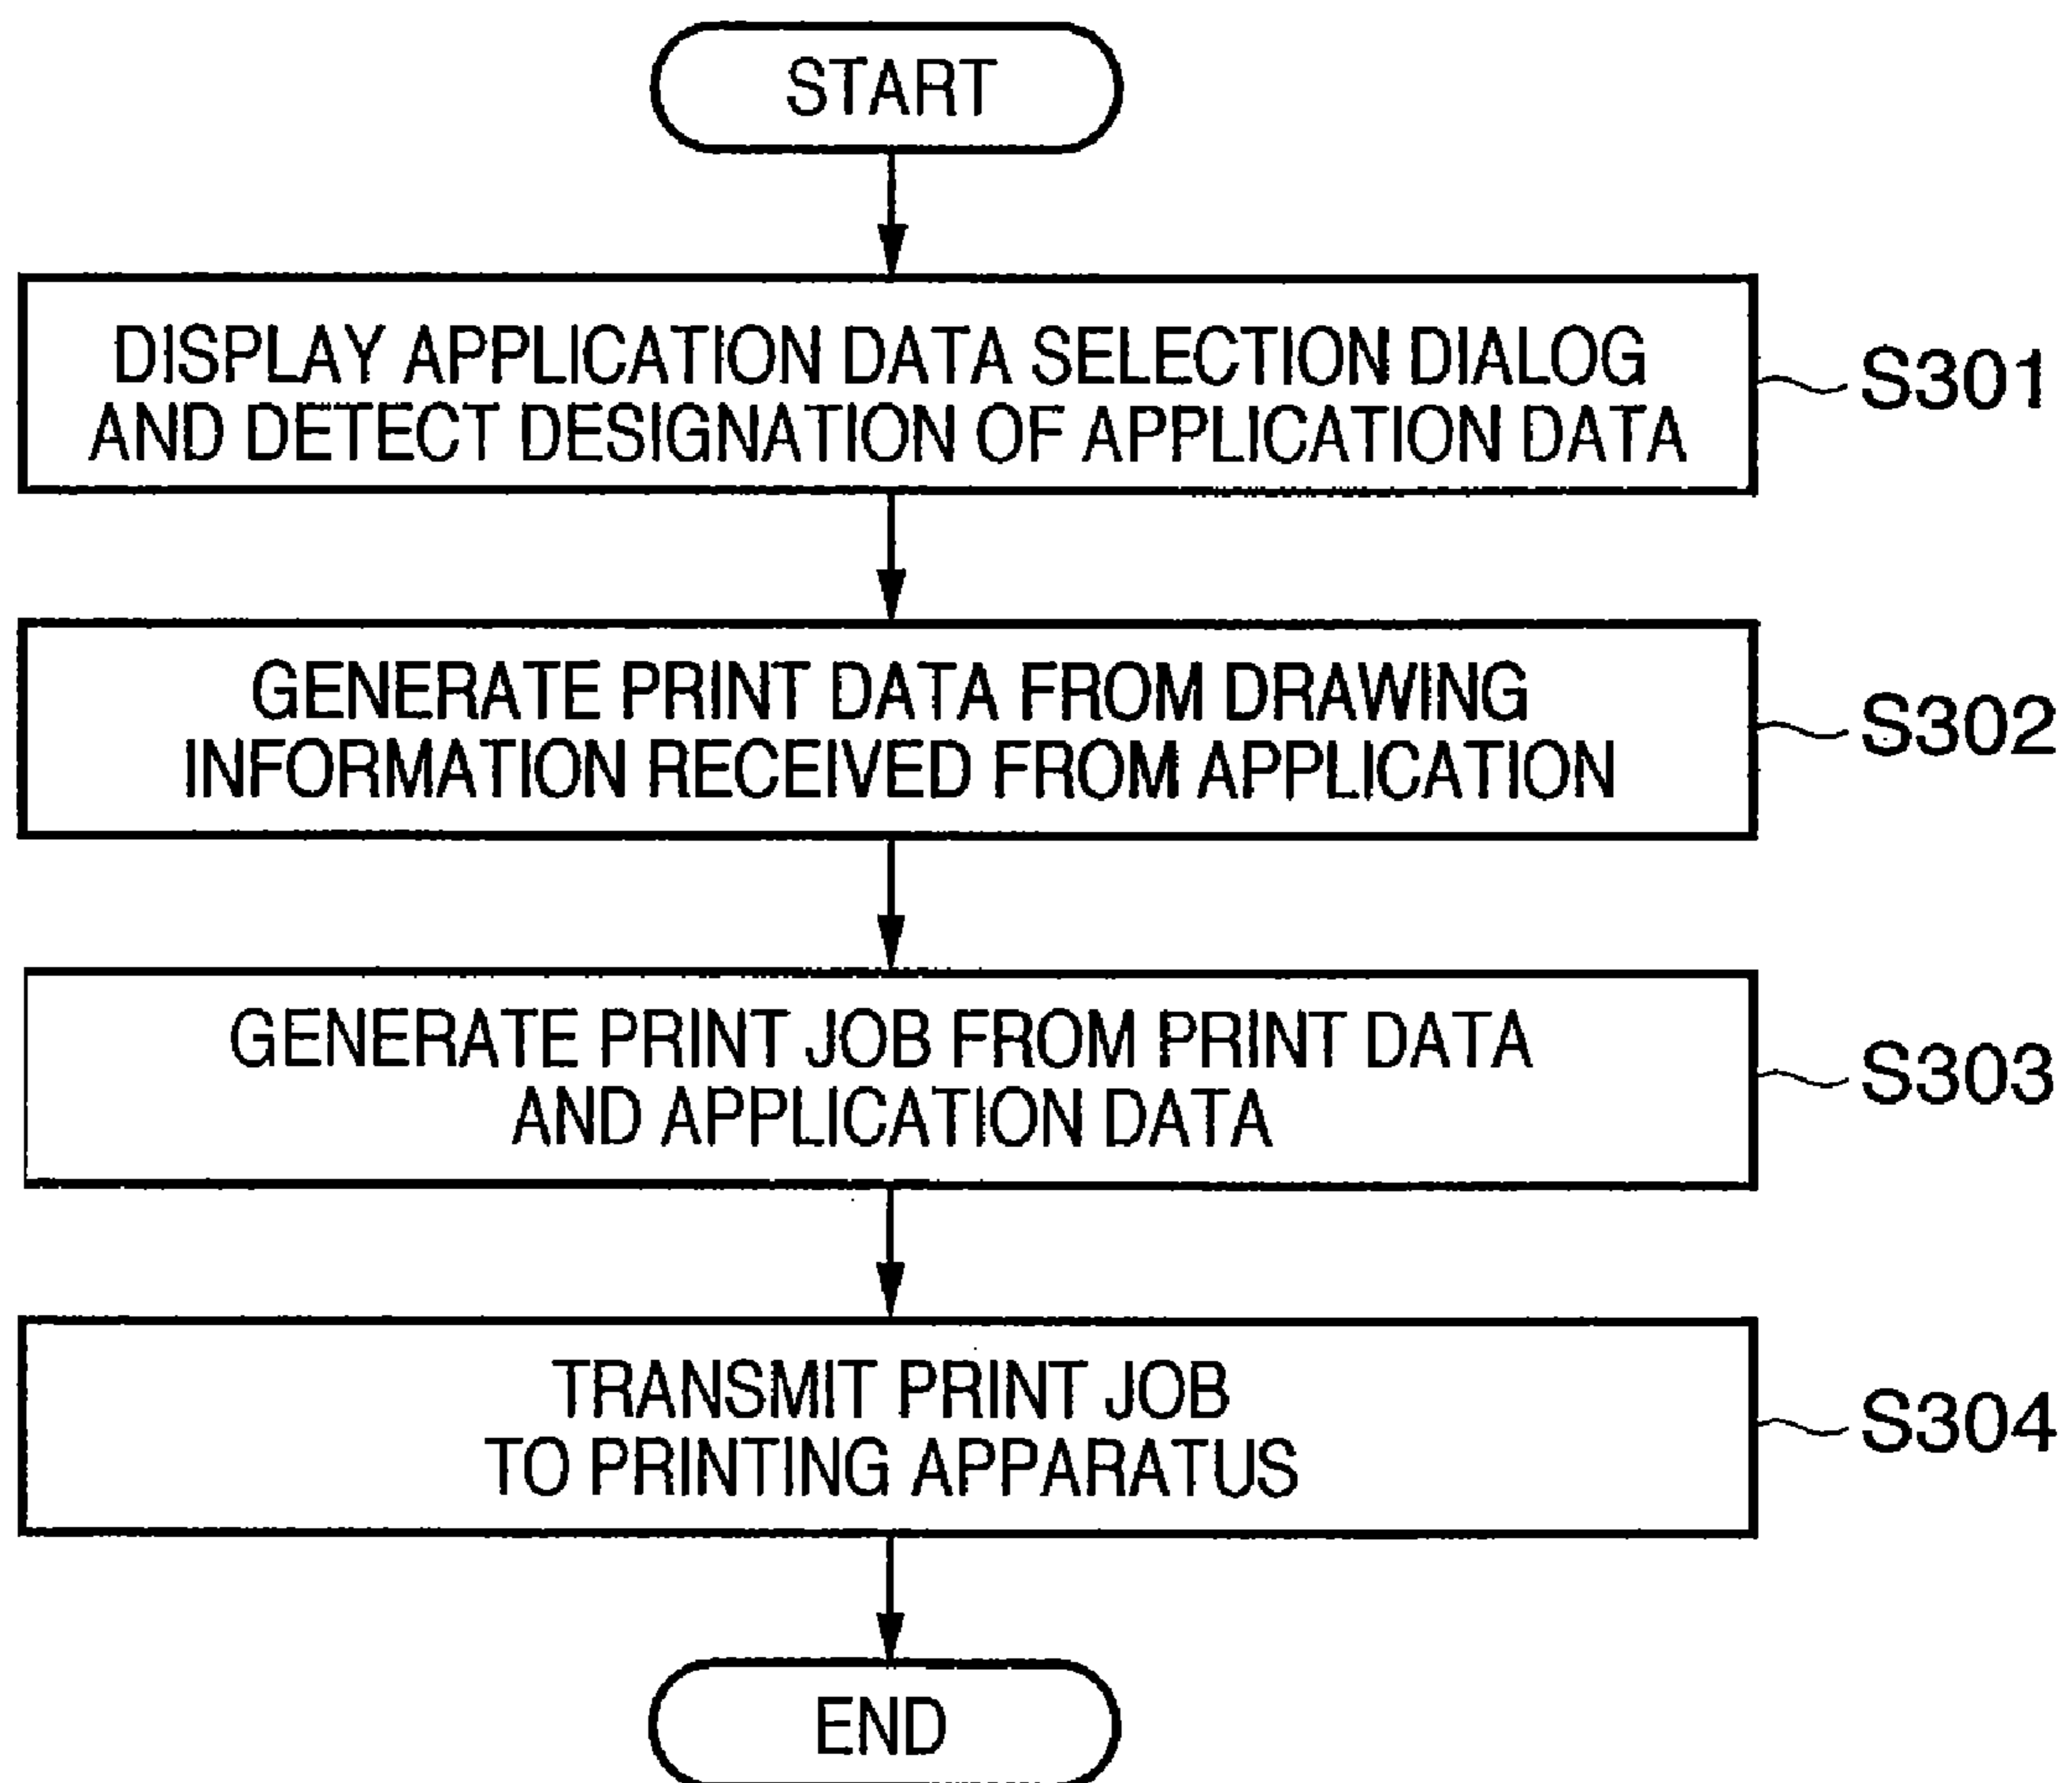 START
DISPLAY APPLICATION DATA SELECTION DIALOG
AND DETECT DESIGNATION OF APPLICATION DATA
S301
GENERATE PRINT DATA FROM DRAWING
INFORMATION RECEIVED FROM APPLICATION
S302
GENERATE PRINT JOB FROM PRINT DATA
AND APPLICATION DATA
S303
TRANSMIT PRINT JOB
TO PRINTING APPARATUS
S304
END